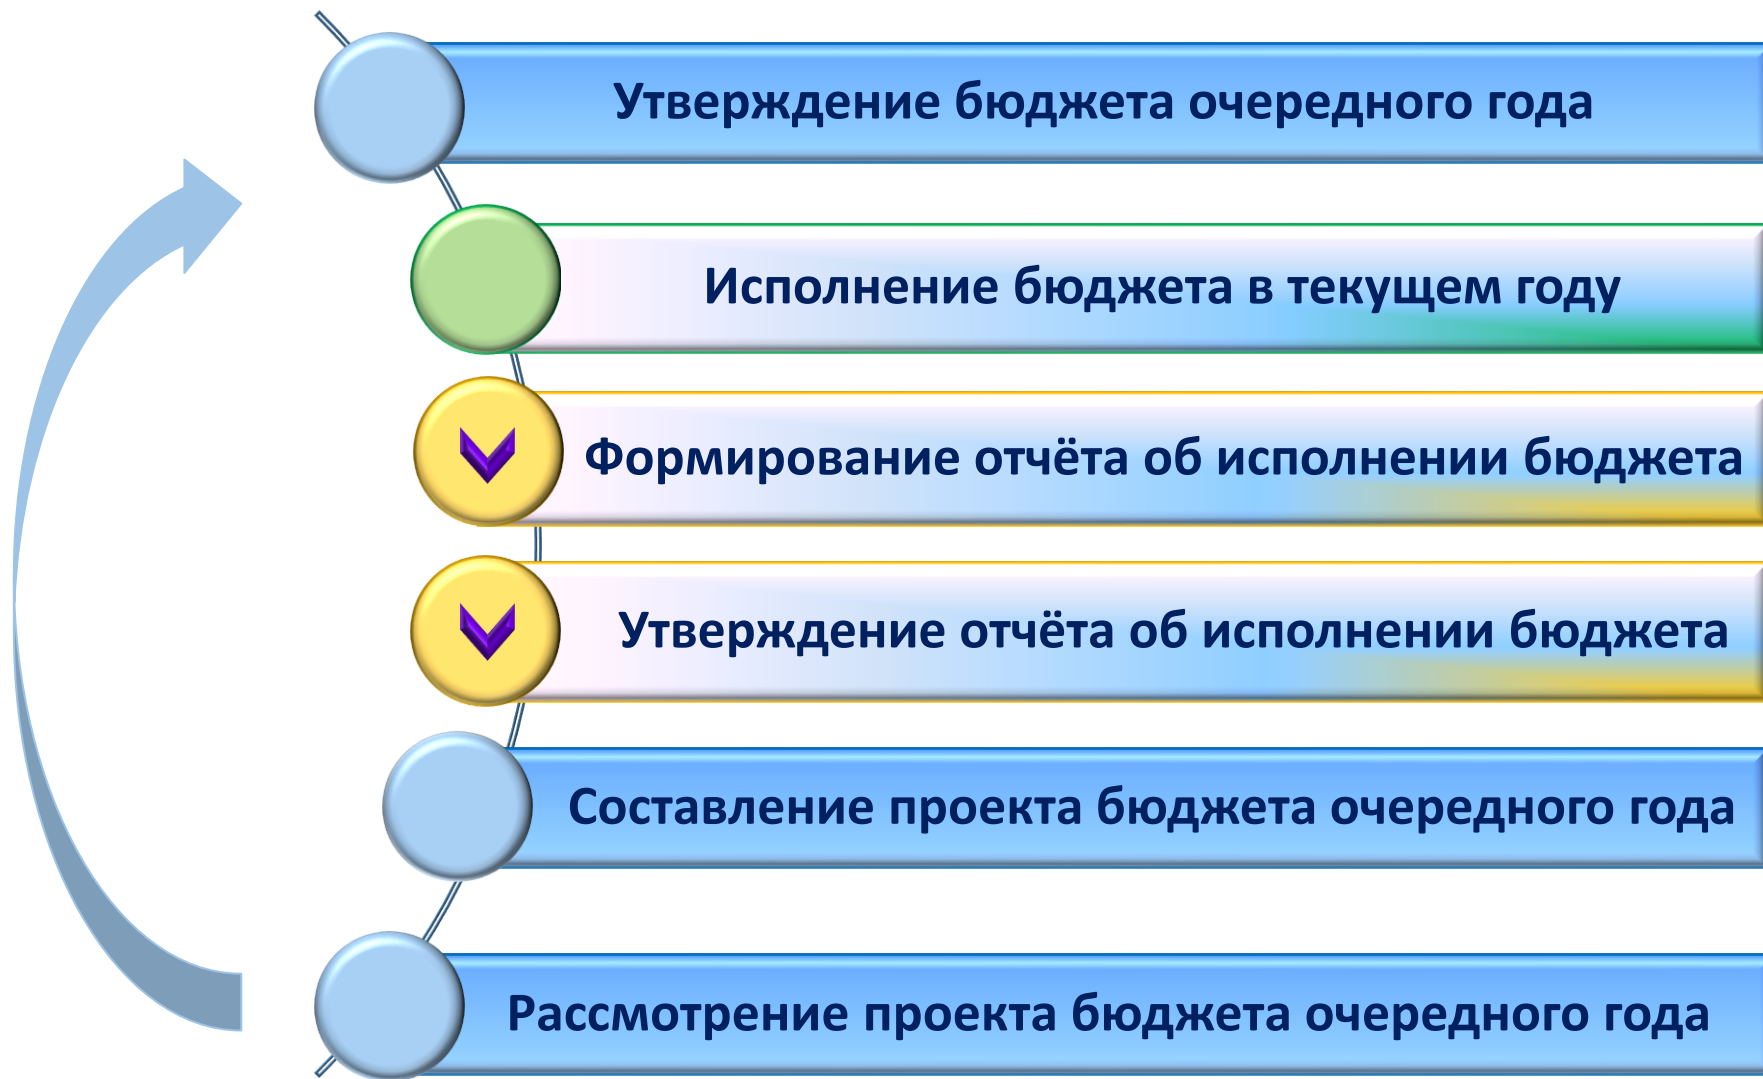 Утверждение бюджета очередного года
Исполнение бюджета в текущем году
Формирование отчёта об исполнении бюджета
Утверждение отчёта об исполнении бюджета
Составление проекта бюджета очередного года
Рассмотрение проекта бюджета очередного года